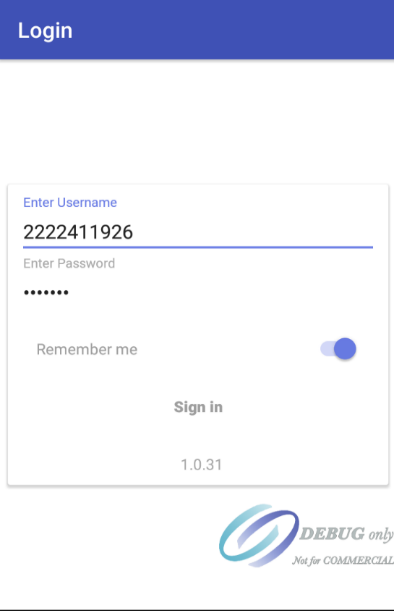 Login
Enter Username
2222411926
Enter Password
•••••••
Remember me
Sign in
1.0.31
DEBUG only
Not for COMMERCIAL